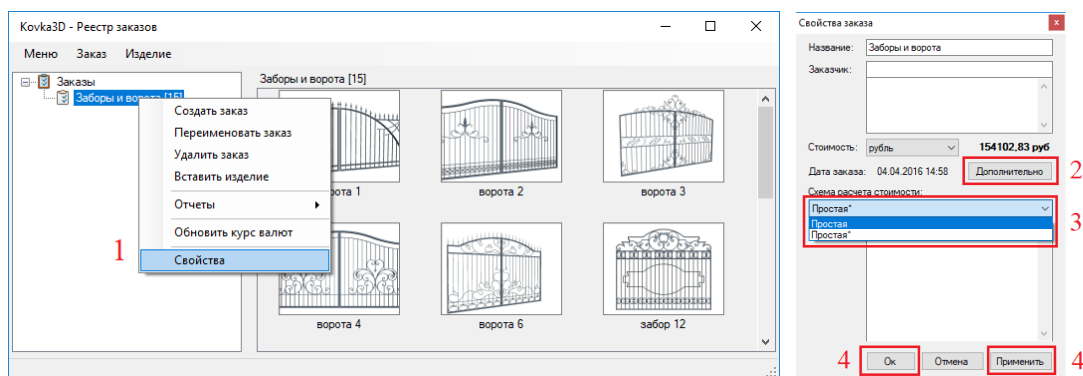 Kovka3D - Реестр заказов
Меню Заказ Изделие
Заказы
Заборы и ворота [15]
Заборы и ворота [15]
Создать заказ
Переименовать заказ
Удалить заказ
Вставить изделие
Отчеты
Обновить курс валют
1
Свойства
ворота 2
ворота 3
ворота 4
ворота 6
забор 12
Свойства заказа
Название: Заборы и ворота
Заказчик:
Стоимость: рубль 154102,83 руб
Дата заказа: 04.04.2016 14:58 Дополнительно 2
Схема расчета стоимости:
Простая*
Простая
Простая*
3
4 Ок Отмена Применить 4